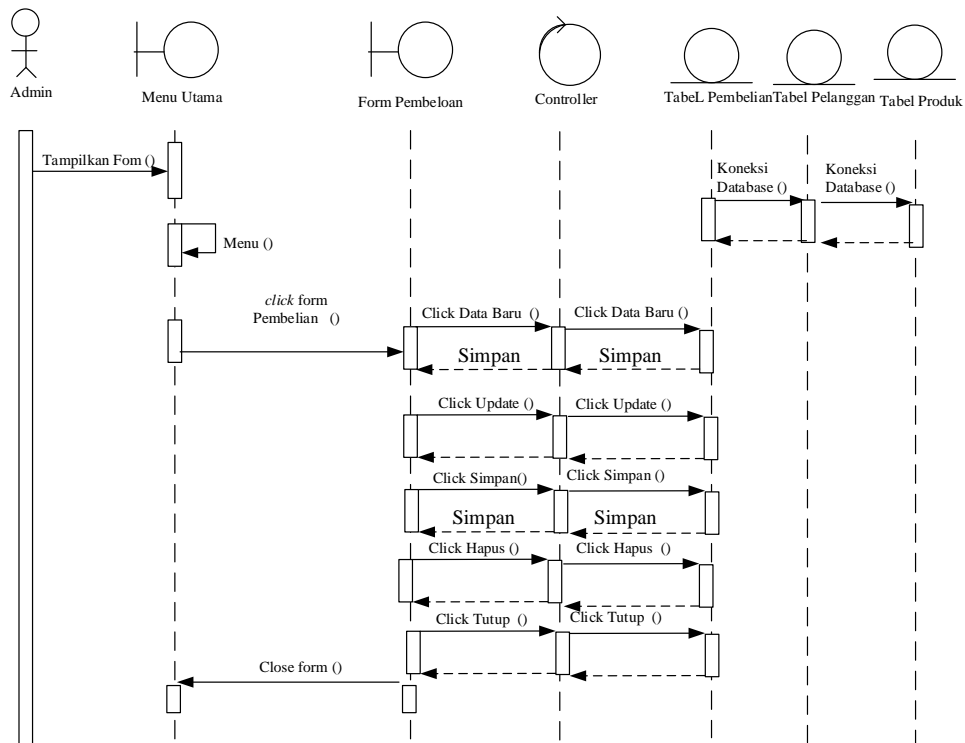 Admin
Menu Utama
Form Pembeloan
Controller
TabeL Pembelian
Tabel Pelanggan
Tabel Produk
Tampilkan Fom ()
Koneksi
Database ()
Koneksi
Database ()
Menu ()
click form
Pembelian ()
Click Data Baru ()
Click Data Baru ()
Simpan
Simpan
Click Update ()
Click Update ()
Click Simpan()
Click Simpan ()
Simpan
Simpan
Click Hapus ()
Click Hapus ()
Click Tutup ()
Click Tutup ()
Close form ()